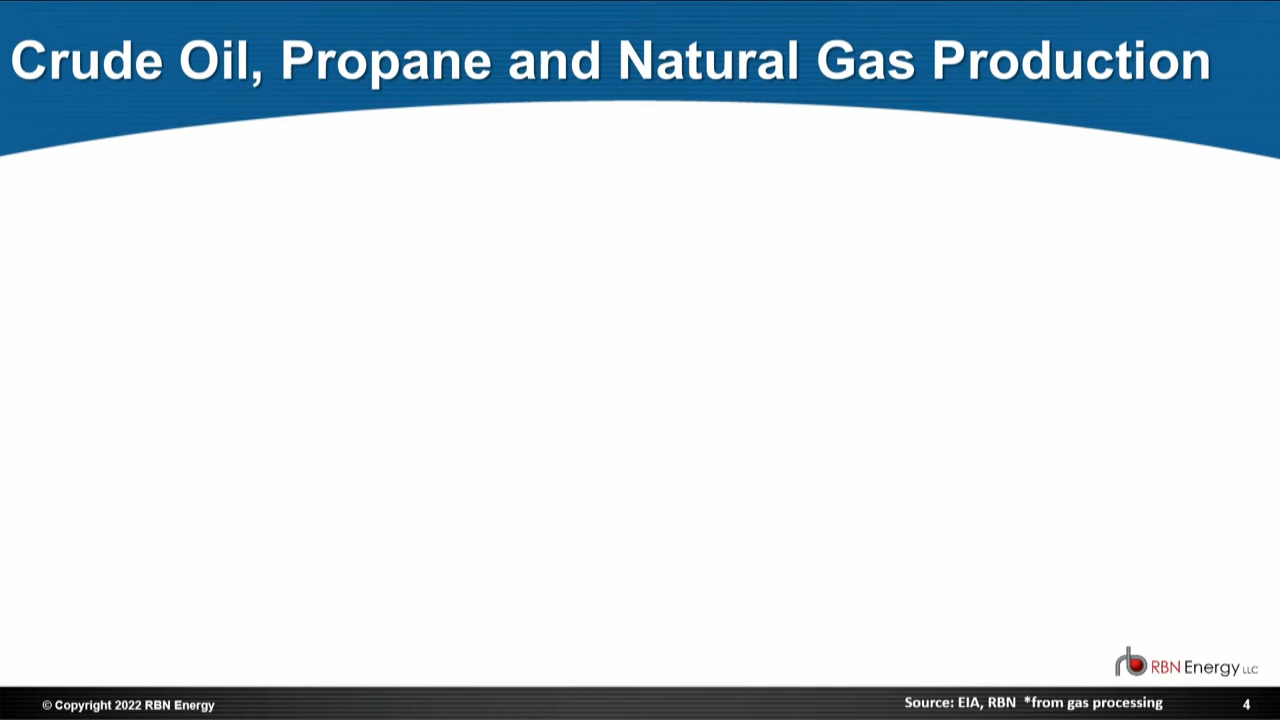 Crude Oil, Propane and Natural Gas Production
RBN Energy LLC
© Copyright 2022 RBN Energy
Source: EIA, RBN *from gas processing
4